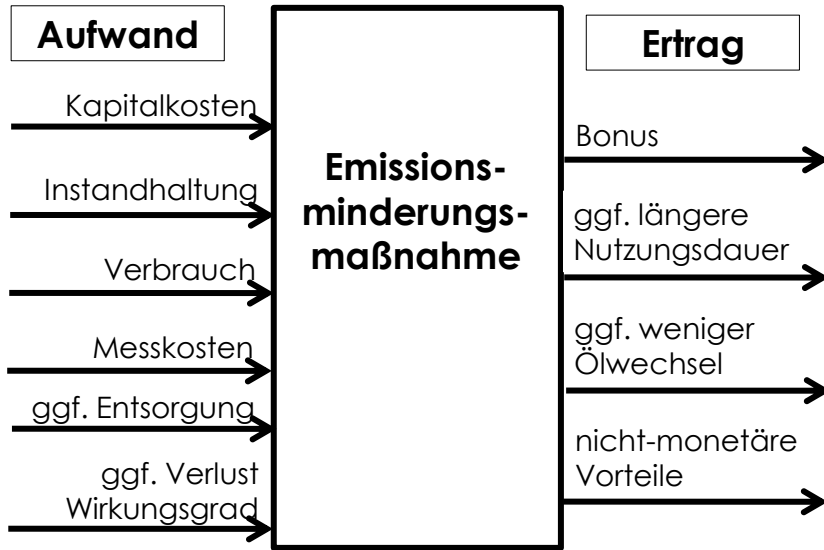 Aufwand
Kapitalkosten
Instandhaltung
Verbrauch
Messkosten
ggf. Entsorgung
ggf. Verlust
Wirkungsgrad
Emissions-
minderungs-
maßnahme
Ertrag
Bonus
ggf. längere
Nutzungsdauer
ggf. weniger
Ölwechsel
nicht-monetäre
Vorteile